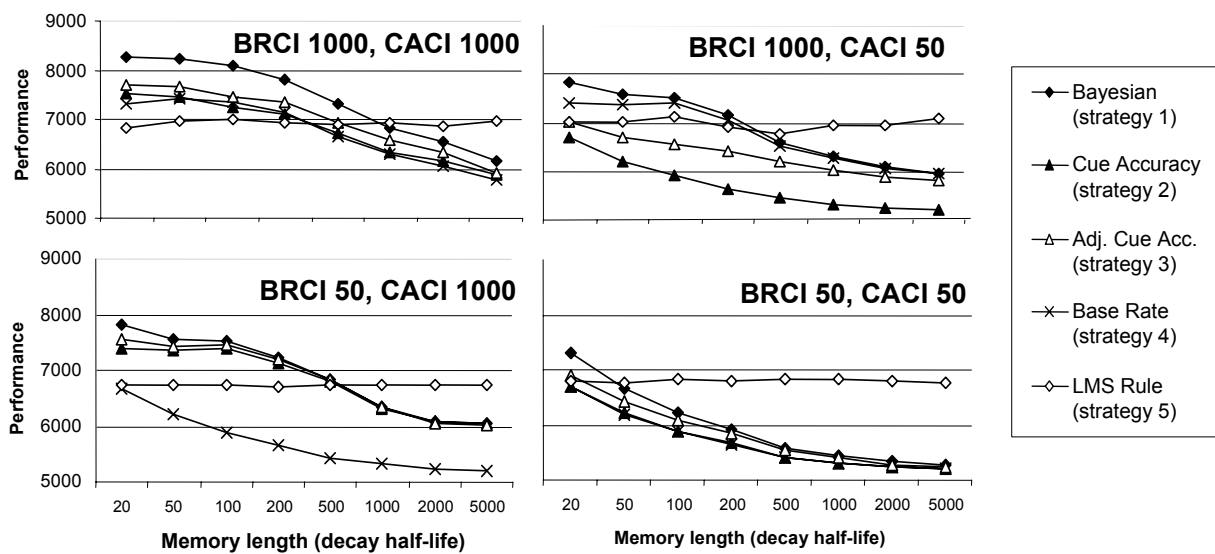 9000
8000
7000
6000
5000
Performance
BRCI 1000, CACI 1000
BRCI 1000, CACI 50
9000
8000
7000
6000
5000
Performance
BRCI 50, CACI 1000
BRCI 50, CACI 50
20 50 100 200 500 1000 2000 5000
Memory length (decay half-life)
20 50 100 200 500 1000 2000 5000
Memory length (decay half-life)
Bayesian
(strategy 1)
Cue Accuracy
(strategy 2)
Adj. Cue Acc.
(strategy 3)
Base Rate
(strategy 4)
LMS Rule
(strategy 5)